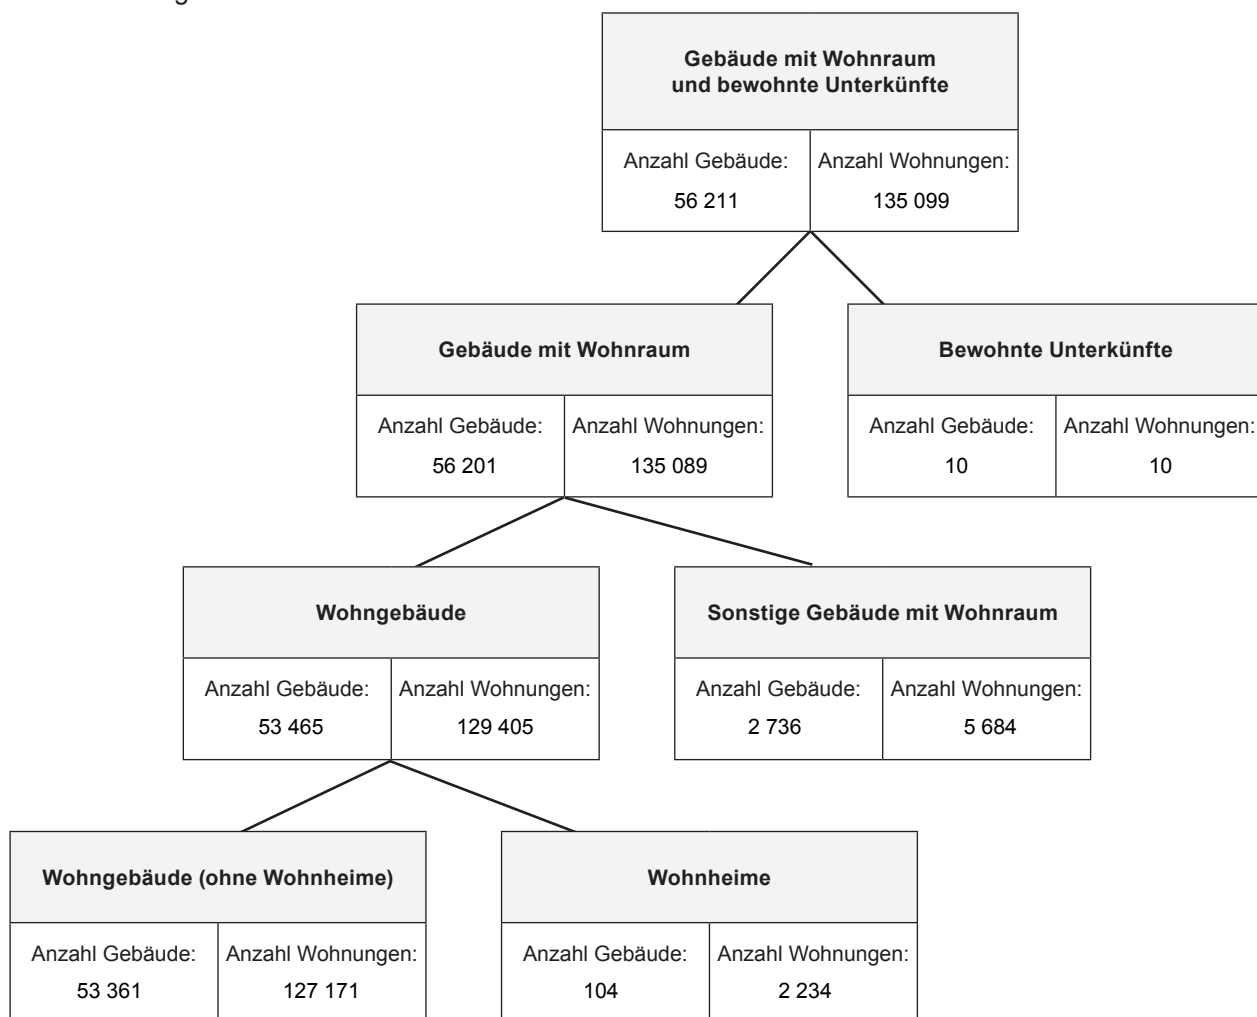 Gebäude mit Wohnraum
und bewohnte Unterkünfte
Anzahl Gebäude: Anzahl Wohnungen:
56 211 135 099
Gebäude mit Wohnraum
Anzahl Gebäude: Anzahl Wohnungen:
56 201 135 089
Bewohnte Unterkünfte
Anzahl Gebäude: Anzahl Wohnungen:
10 10
Wohngebäude
Anzahl Gebäude: Anzahl Wohnungen:
53 465 129 405
Sonstige Gebäude mit Wohnraum
Anzahl Gebäude: Anzahl Wohnungen:
2 736 5 684
Wohngebäude (ohne Wohnheime)
Anzahl Gebäude: Anzahl Wohnungen:
53 361 127 171
Wohnheime
Anzahl Gebäude: Anzahl Wohnungen:
104 2 234